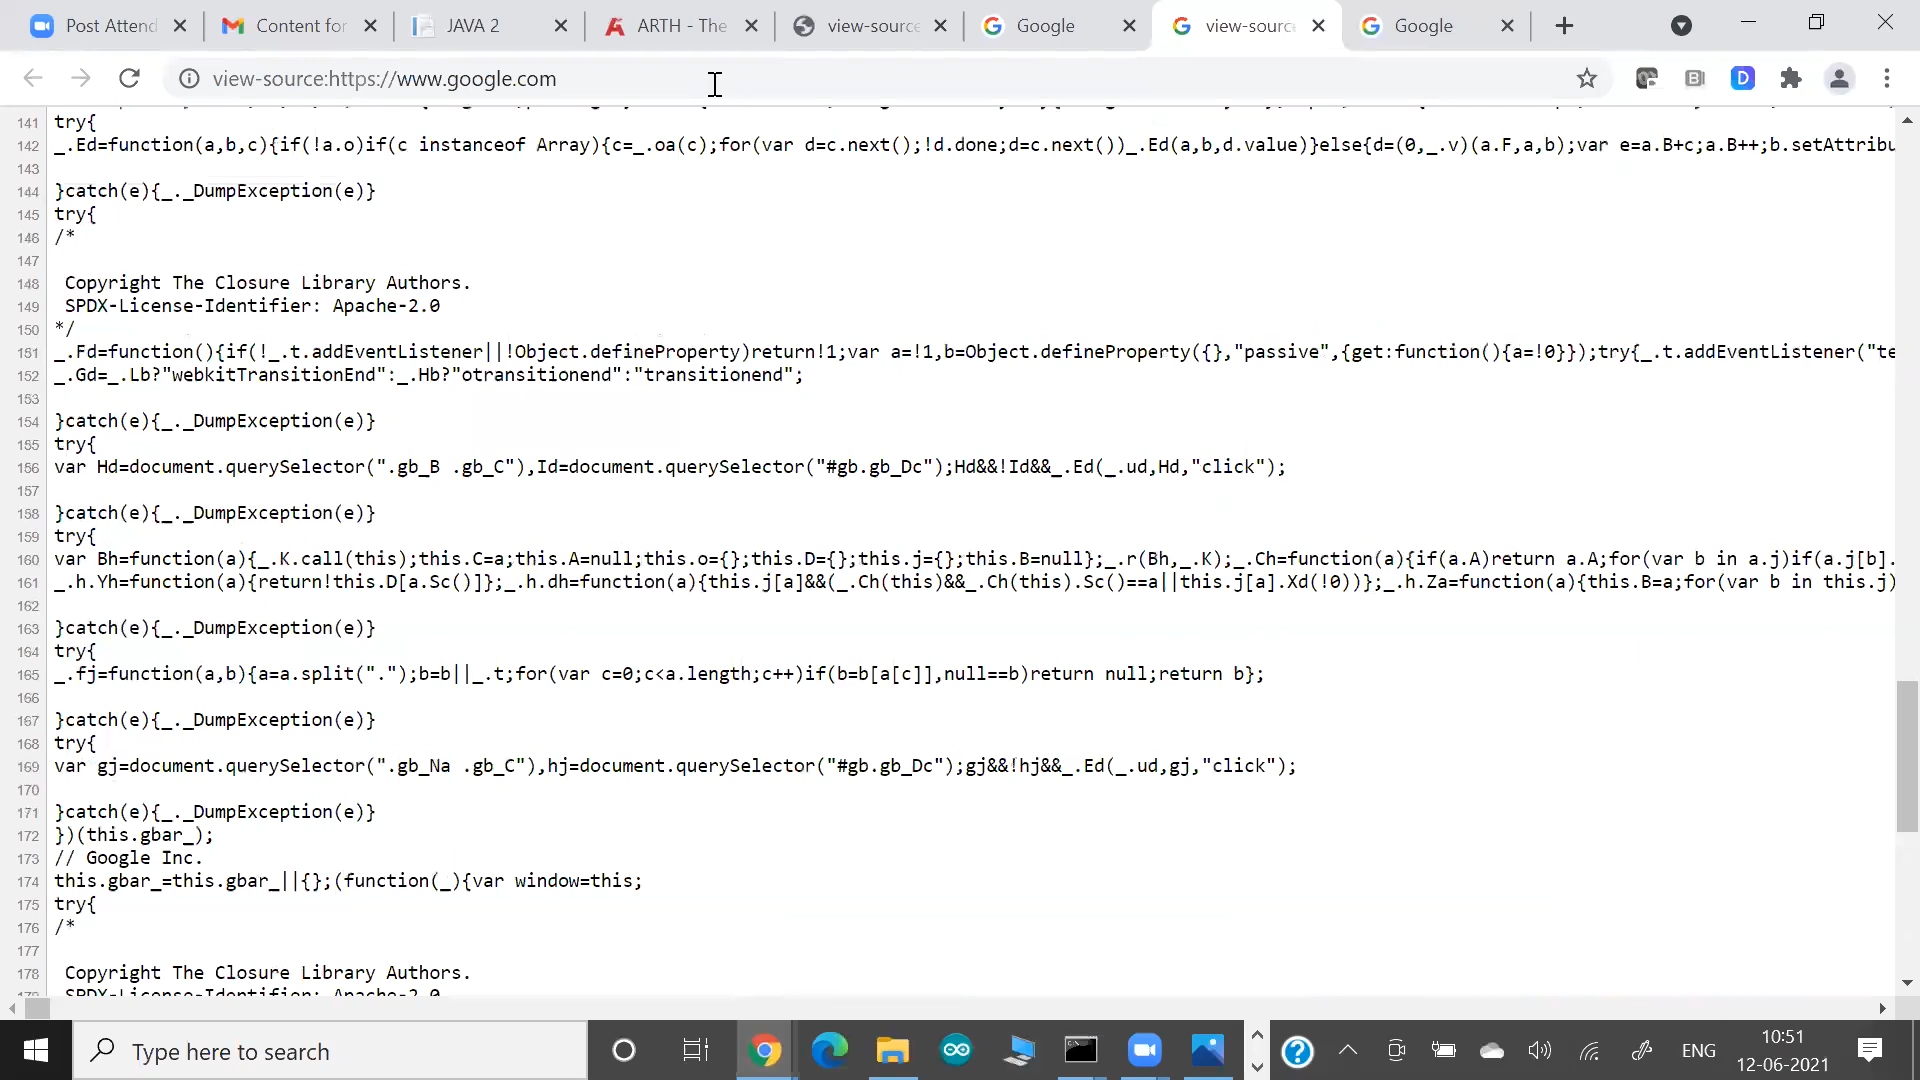 Post Attend
Content for
JAVA 2
ARTH - The
view-source
Google
view-source
Google
view-source:https://www.google.com
141 try{
142 _.Ed=function(a,b,c){if(!a.o)if(c instanceof Array){c=_.oa(c);for(var d=c.next();!d.done;d=c.next())_.Ed(a,b,d.value)}else{d=(0,_.v)(a.F,a,b);var e=a.B+c;a.B++;b.setAttribu
143
144 }catch(e){_._DumpException(e)}
145 try{
146 /*
147
148 Copyright The Closure Library Authors.
149 SPDX-License-Identifier: Apache-2.0
150 */
151 _.Fd=function(){if(!_.t.addEventListener||!Object.defineProperty)return!1;var a=!1,b=Object.defineProperty({},"passive",{get:function(){a=!0}});try{_.t.addEventListener("te
152 _.Gd=_.Lb?"webkitTransitionEnd":_.Hb?"otransitionend":"transitionend";
153
154 }catch(e){_._DumpException(e)}
155 try{
156 var Hd=document.querySelector(".gb_B .gb_C"),Id=document.querySelector("#gb.gb_Dc");Hd&&!Id&&_.Ed(_.ud,Hd,"click");
157
158 }catch(e){_._DumpException(e)}
159 try{
160 var Bh=function(a){_.K.call(this);this.C=a;this.A=null;this.o={};this.D={};this.j={};this.B=null};_.r(Bh,_.K);_.Ch=function(a){if(a.A)return a.A;for(var b in a.j)if(a.j[b].
161 _.h.Yh=function(a){return!this.D[a.Sc()]};_.h.dh=function(a){this.j[a]&&(_.Ch(this)&&_.Ch(this).Sc()==a||this.j[a].Xd(!0))};_.h.Za=function(a){this.B=a;for(var b in this.j)
162
163 }catch(e){_._DumpException(e)}
164 try{
165 _.fj=function(a,b){a=a.split(".");b=b||_.t;for(var c=0;c<a.length;c++)if(b=b[a[c]],null==b)return null;return b};
166
167 }catch(e){_._DumpException(e)}
168 try{
169 var gj=document.querySelector(".gb_Na .gb_C"),hj=document.querySelector("#gb.gb_Dc");gj&&!hj&&_.Ed(_.ud,gj,"click");
170
171 }catch(e){_._DumpException(e)}
172 })(this.gbar_);
173 // Google Inc.
174 this.gbar_=this.gbar_||{};(function(_){var window=this;
175 try{
176 /*
177
178 Copyright The Closure Library Authors.
179 SPDX-License-Identifier: Apache-2.0
Type here to search
ENG
10:51
12-06-2021